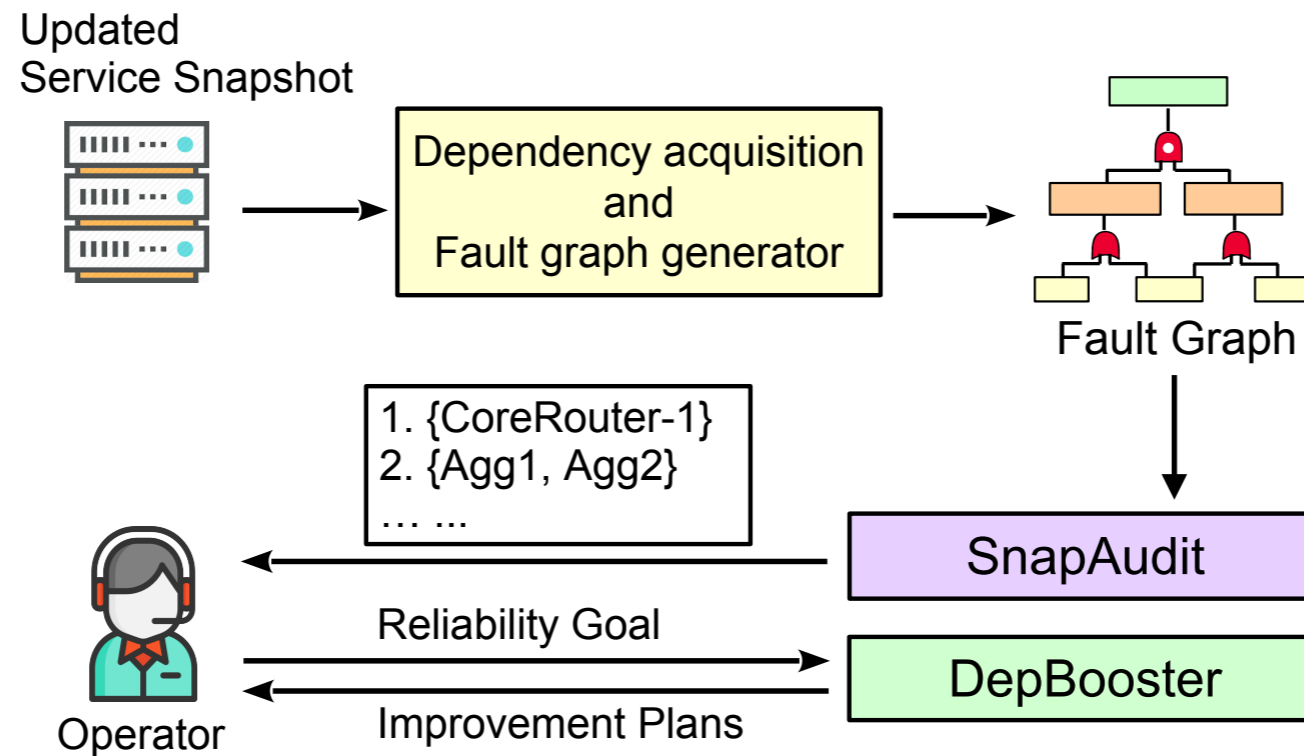 Updated
Service Snapshot
Dependency acquisition
and
Fault graph generator
Fault Graph
1. {CoreRouter-1}
2. {Agg1, Agg2}
... ...
SnapAudit
Reliability Goal
DepBooster
Improvement Plans
Operator